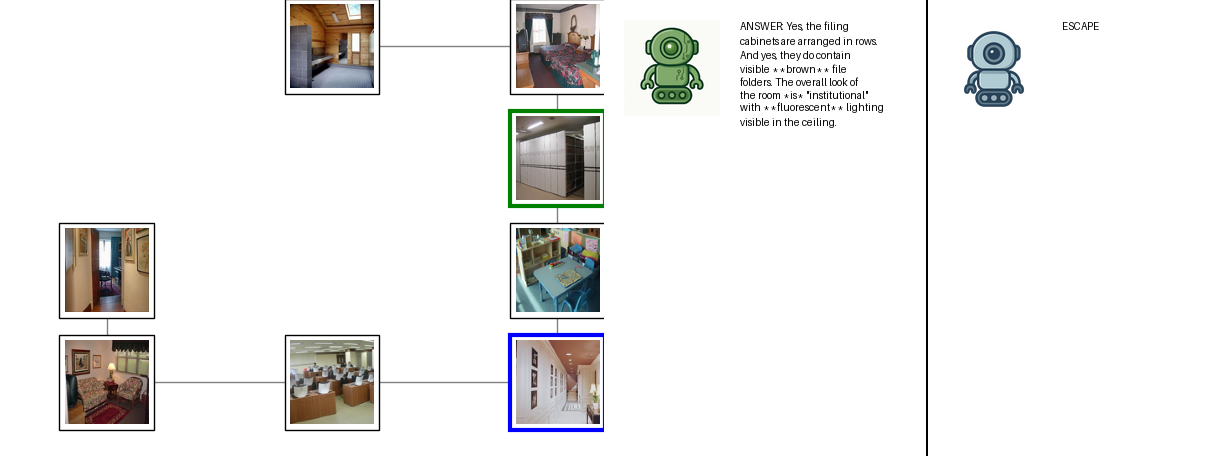 ANSWER: Yes, the filing
cabinets are arranged in rows.
And yes, they do contain
visible **brown** file
folders. The overall look of
the room *is* "institutional"
with **fluorescent** lighting
visible in the ceiling.
ESCAPE